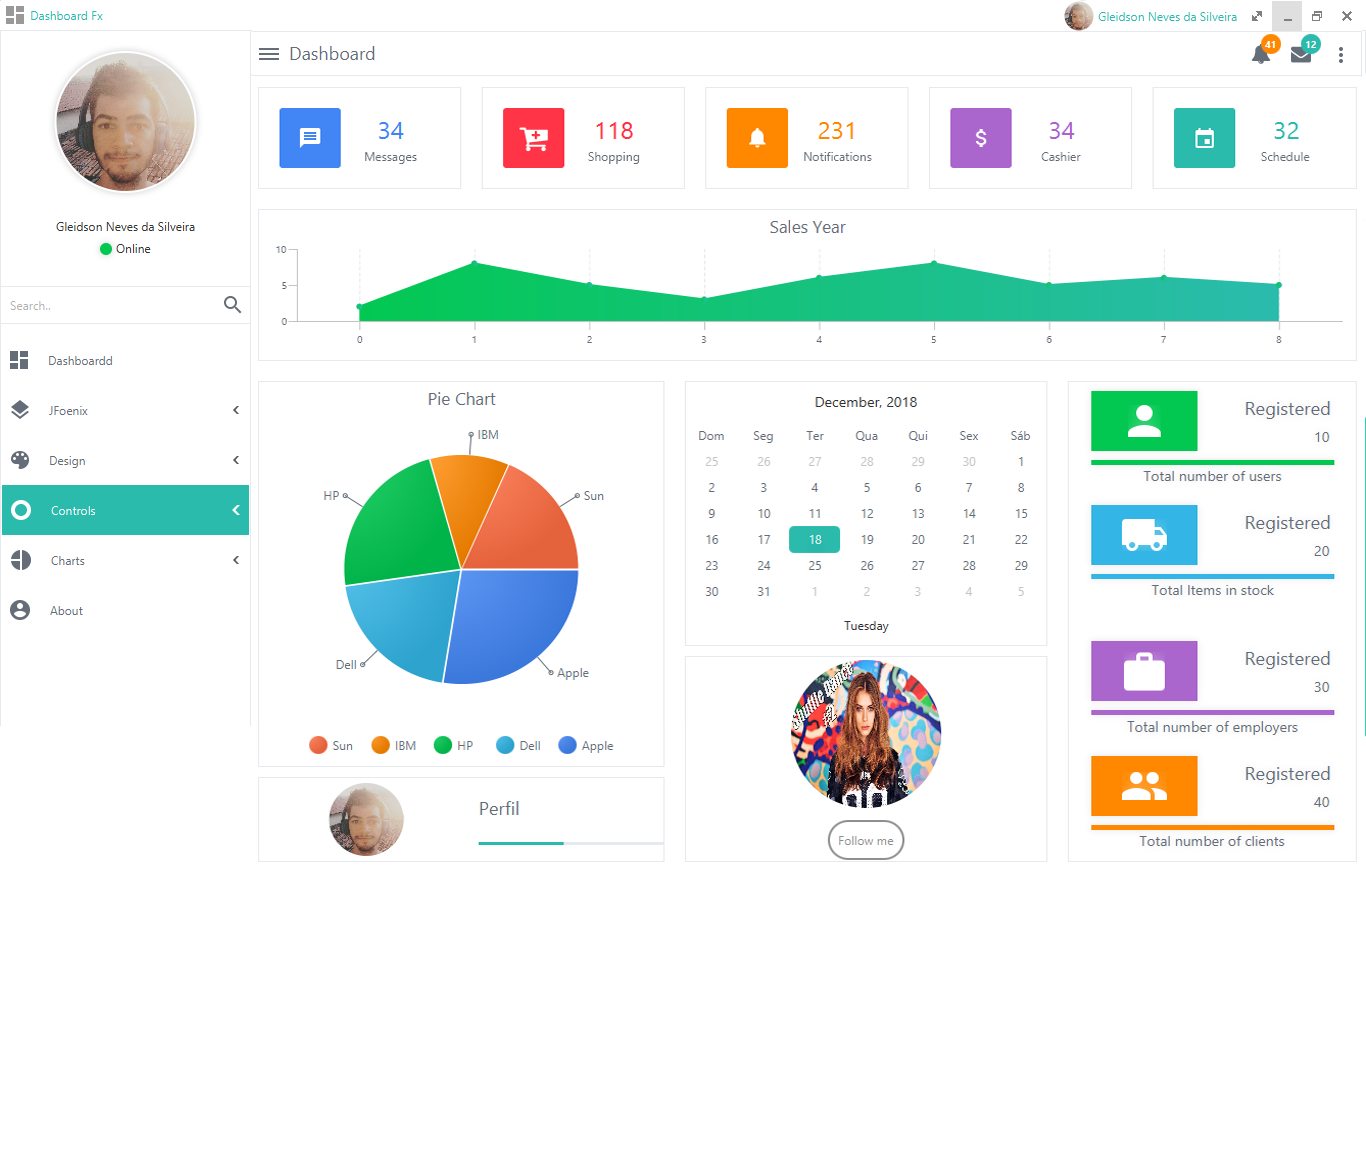 Dashboard Fx
Gleidson Neves da Silveira
Gleidson Neves da Silveira
Online
Search..
Dashboardd
JFoenix
Design
Controls
Charts
About
Dashboard
41
12
34
Messages
118
Shopping
231
Notifications
34
Cashier
32
Schedule
Sales Year
10
5
0
0 1 2 3 4 5 6 7 8
Pie Chart
IBM
HP
Sun
Dell
Apple
Sun IBM HP Dell Apple
Perfil
December, 2018
Dom Seg Ter Qua Qui Sex Sáb
25 26 27 28 29 30 1
2 3 4 5 6 7 8
9 10 11 12 13 14 15
16 17 18 19 20 21 22
23 24 25 26 27 28 29
30 31 1 2 3 4 5
Tuesday
Follow me
Registered
10
Total number of users
Registered
20
Total Items in stock
Registered
30
Total number of employers
Registered
40
Total number of clients